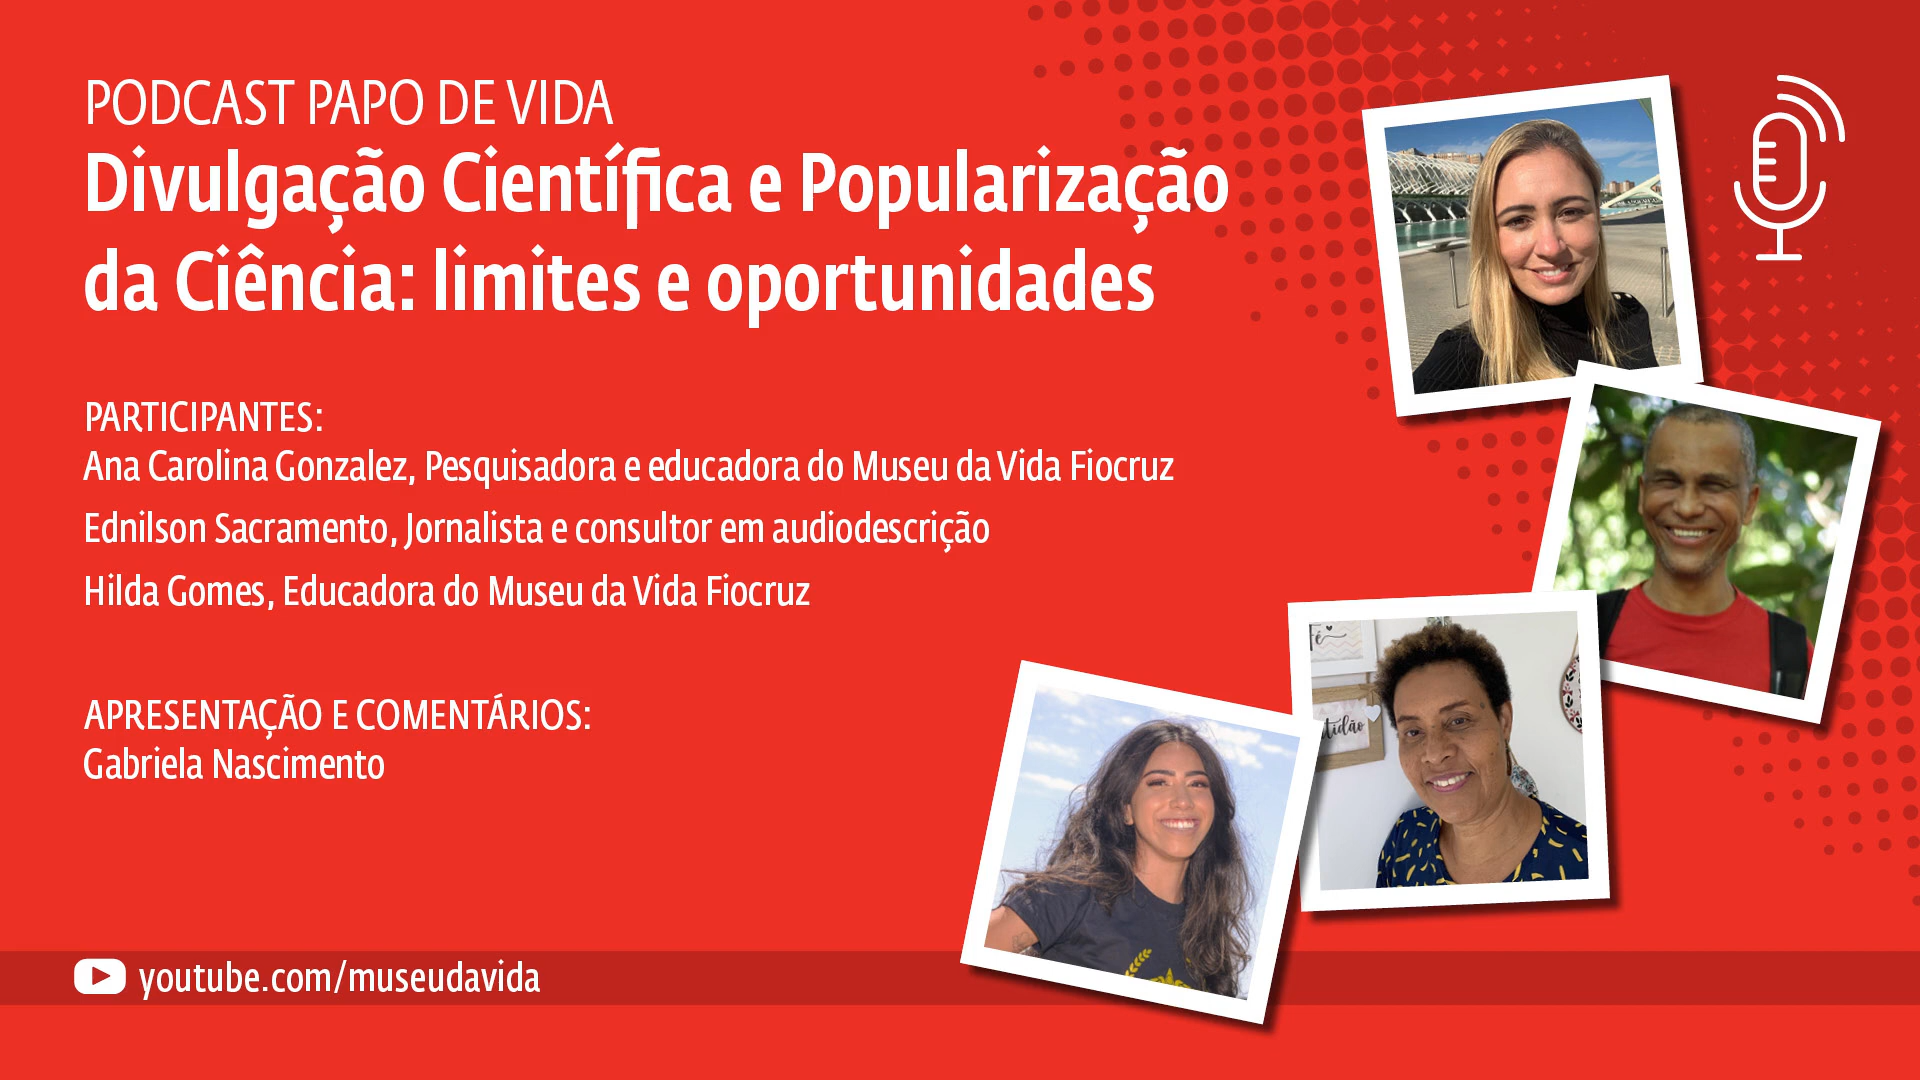 PODCAST PAPO DE VIDA
Divulgação Científica e Popularização
da Ciência: limites e oportunidades
PARTICIPANTES:
Ana Carolina Gonzalez, Pesquisadora e educadora do Museu da Vida Fiocruz
Ednilson Sacramento, Jornalista e consultor em audiodescrição
Hilda Gomes, Educadora do Museu da Vida Fiocruz
APRESENTAÇÃO E COMENTÁRIOS:
Gabriela Nascimento
youtube.com/museudavida
Fé
tidão